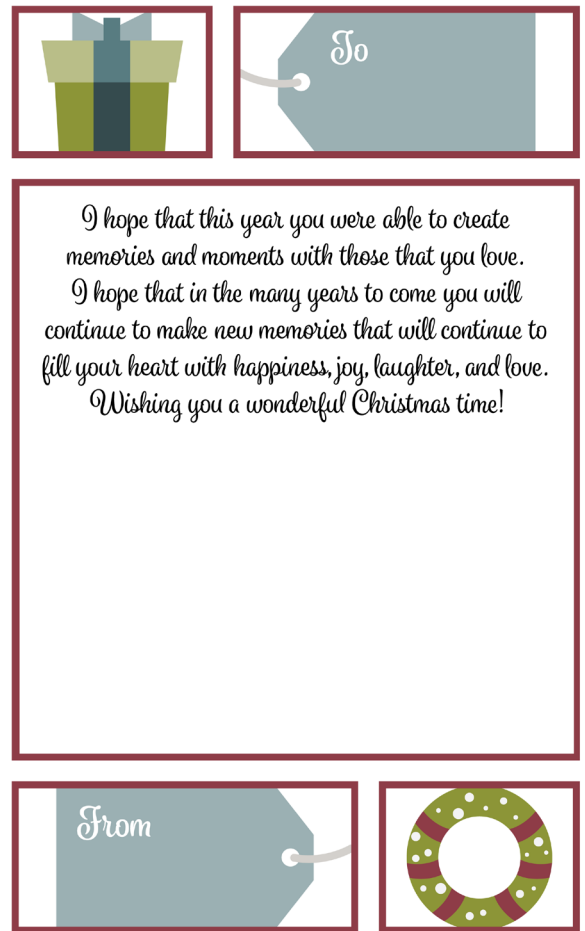 To
I hope that this year you were able to create
memories and moments with those that you love.
I hope that in the many years to come you will
continue to make new memories that will continue to
fill your heart with happiness, joy, laughter, and love.
Wishing you a wonderful Christmas time!
From